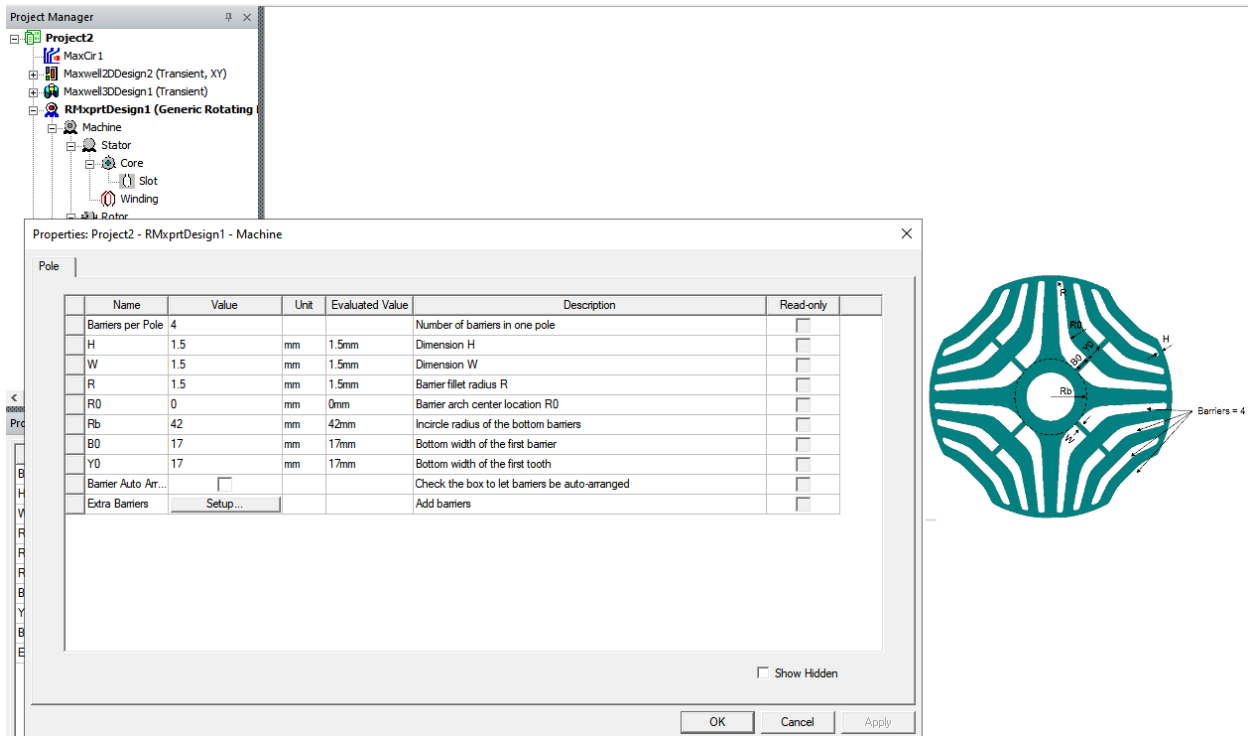 Project Manager
Project2
MaxCir1
Maxwell2DDesign2 (Transient, XY)
Maxwell3DDesign1 (Transient)
RMxprtDesign1 (Generic Rotating
Machine
Stator
Core
Slot
Winding
Rotor
Properties: Project2 - RMxprtDesign1 - Machine
Pole
Name Value Unit Evaluated Value Description Read-only
Barriers per Pole 4 Number of barriers in one pole
H 1.5 mm 1.5mm Dimension H
W 1.5 mm 1.5mm Dimension W
R 1.5 mm 1.5mm Barrier fillet radius R
R0 0 mm 0mm Barrier arch center location R0
Rb 42 mm 42mm Incircle radius of the bottom barriers
B0 17 mm 17mm Bottom width of the first barrier
Y0 17 mm 17mm Bottom width of the first tooth
Barrier Auto Arr... Check the box to let barriers be auto-arranged
Extra Barriers Setup... Add barriers
Show Hidden
OK Cancel Apply
Pro
B
H
W
R
R
R
B
Y
B
E
R
R0
Y0
B0
H
Rb
W
Barriers = 4